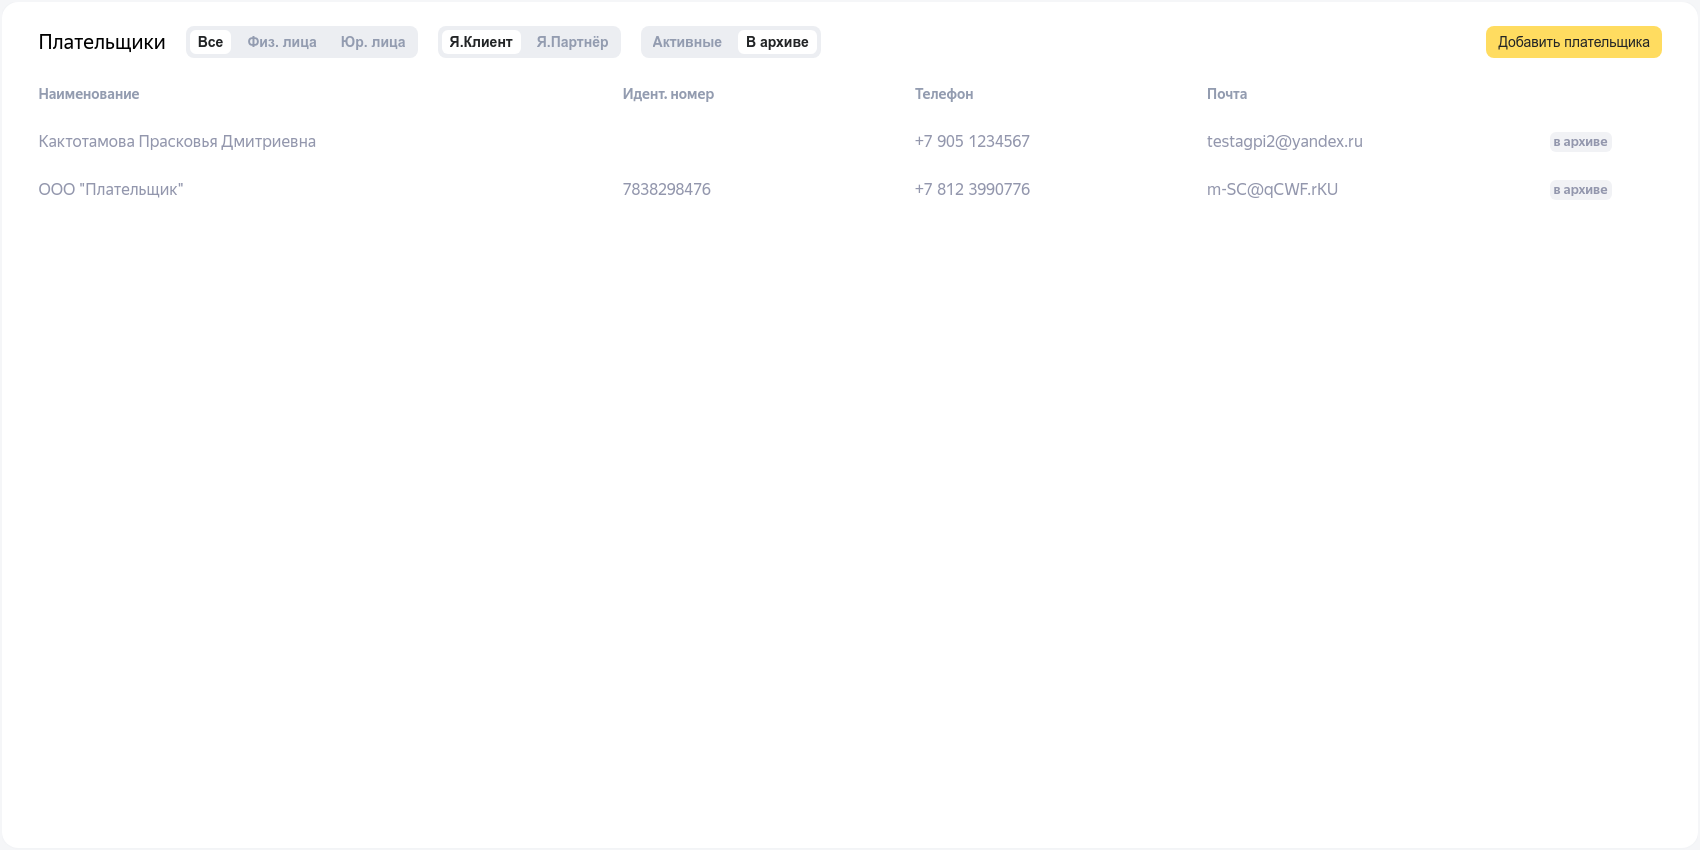 Плательщики Все Физ. лица Юр. лица Я.Клиент Я.Партнёр Активные В архиве Добавить плательщика
Наименование Идент. номер Телефон Почта
Кактотамова Прасковья Дмитриевна +7 905 1234567 testagpi2@yandex.ru в архиве
ООО "Плательщик" 7838298476 +7 812 3990776 m-SC@qCWF.rKU в архиве